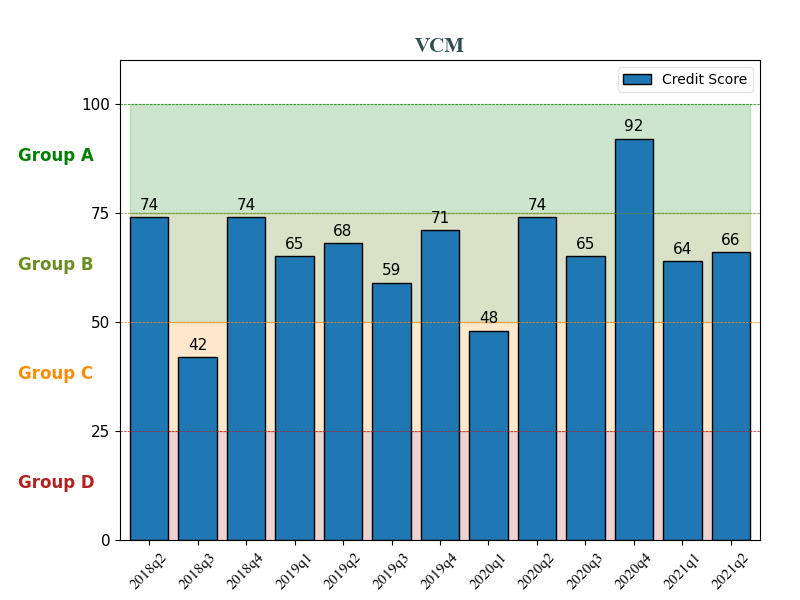 VCM
Credit Score
100
75
50
25
0
Group A
Group B
Group C
Group D
74
42
74
65
68
59
71
48
74
65
92
64
66
2018q2
2018q3
2018q4
2019q1
2019q2
2019q3
2019q4
2020q1
2020q2
2020q3
2020q4
2021q1
2021q2